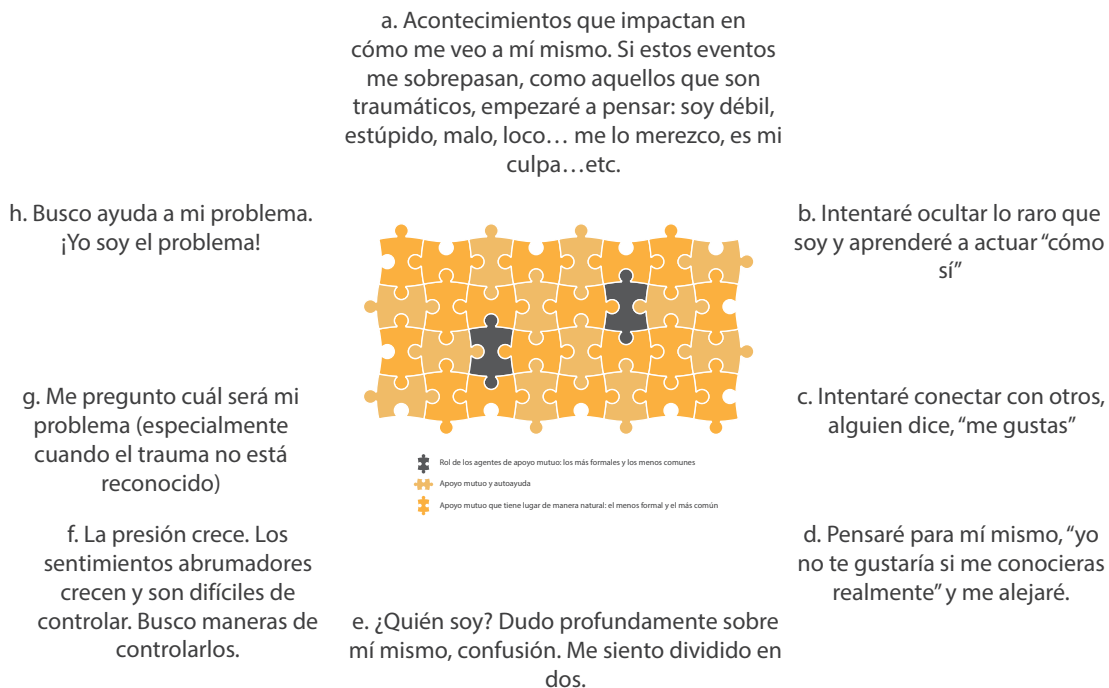 a. Acontecimientos que impactan en
cómo me veo a mí mismo. Si estos eventos
me sobrepasan, como aquellos que son
traumáticos, empezaré a pensar: soy débil,
estúpido, malo, loco… me lo merezco, es mi
culpa…etc.
b. Intentaré ocultar lo raro que
soy y aprenderé a actuar “cómo
sí”
c. Intentaré conectar con otros,
alguien dice, “me gustas”
d. Pensaré para mí mismo, “yo
no te gustaría si me conocieras
realmente” y me alejaré.
e. ¿Quién soy? Dudo profundamente sobre
mí mismo, confusión. Me siento dividido en
dos.
f. La presión crece. Los
sentimientos abrumadores
crecen y son difíciles de
controlar. Busco maneras de
controlarlos.
g. Me pregunto cuál será mi
problema (especialmente
cuando el trauma no está
reconocido)
h. Busco ayuda a mi problema.
¡Yo soy el problema!
Rol de los agentes de apoyo mutuo: los más formales y los menos comunes
Apoyo mutuo y autoayuda
Apoyo mutuo que tiene lugar de manera natural: el menos formal y el más común